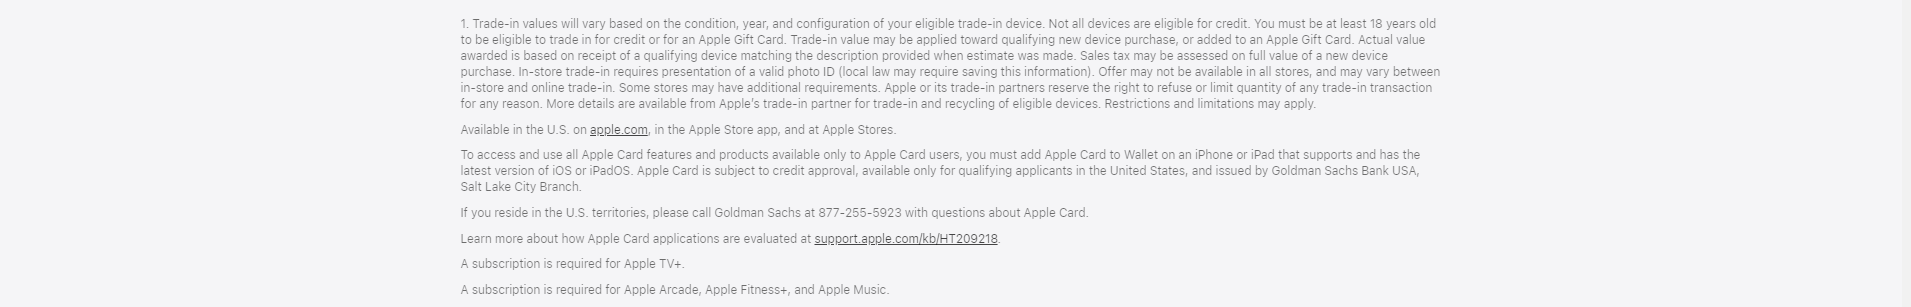 1. Trade-in values will vary based on the condition, year, and configuration of your eligible trade-in device. Not all devices are eligible for credit. You must be at least 18 years old
to be eligible to trade in for credit or for an Apple Gift Card. Trade-in value may be applied toward qualifying new device purchase, or added to an Apple Gift Card. Actual value
awarded is based on receipt of a qualifying device matching the description provided when estimate was made. Sales tax may be assessed on full value of a new device
purchase. In-store trade-in requires presentation of a valid photo ID (local law may require saving this information). Offer may not be available in all stores, and may vary between
in-store and online trade-in. Some stores may have additional requirements. Apple or its trade-in partners reserve the right to refuse or limit quantity of any trade-in transaction
for any reason. More details are available from Apple's trade-in partner for trade-in and recycling of eligible devices. Restrictions and limitations may apply.
Available in the U.S. on apple.com, in the Apple Store app, and at Apple Stores.
To access and use all Apple Card features and products available only to Apple Card users, you must add Apple Card to Wallet on an iPhone or iPad that supports and has the
latest version of iOS or iPadOS. Apple Card is subject to credit approval, available only for qualifying applicants in the United States, and issued by Goldman Sachs Bank USA,
Salt Lake City Branch.
If you reside in the U.S. territories, please call Goldman Sachs at 877-255-5923 with questions about Apple Card.
Learn more about how Apple Card applications are evaluated at support.apple.com/kb/HT209218.
A subscription is required for Apple TV+.
A subscription is required for Apple Arcade, Apple Fitness+, and Apple Music.